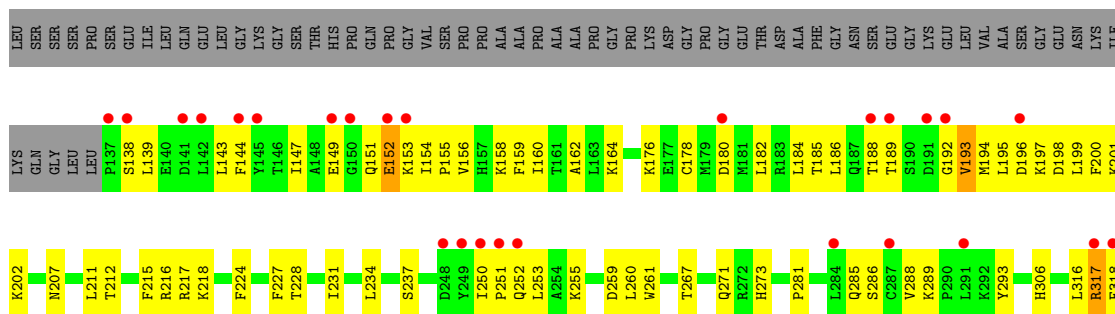 LEU SER SER SER PRO SER GLU ILE LEU GLN GLU LEU GLY LYS GLY SER THR HIS PRO GLN PRO GLY VAL SER PRO PRO ALA ALA PRO ILE ALA ALA PRO GLY PRO LYS ASP GLY PRO GLY GLU THR ASP ALA PHE GLY ASN SER GLU GLY LYS GLU LEU VAL ALA SER GLY GLU ASN LYS ILE
LYS GLN GLY LEU LEU P137 S138 L139 E140 D141 L142 L143 F144 Y145 T146 I147 A148 E149 G150 Q151 E152 K153 I154 P155 V156 H157 K158 F159 I160 T161 A162 L163 K164 K176 E177 C178 M179 D180 M181 L182 R183 L184 T185 L186 Q187 T188 T189 S190 D191 G192 V193 M194 L195 D196 K197 D198 L199 F200 K201
K202 N207 L211 T212 F215 R216 R217 K218 F224 F227 T228 I231 L234 S237 D248 Y249 I250 P251 Q252 L253 A254 K255 D259 L260 W261 T267 Q271 R272 H273 P281 L284 Q285 S286 C287 V288 K289 P290 L291 K292 Y293 H306 L316 R317